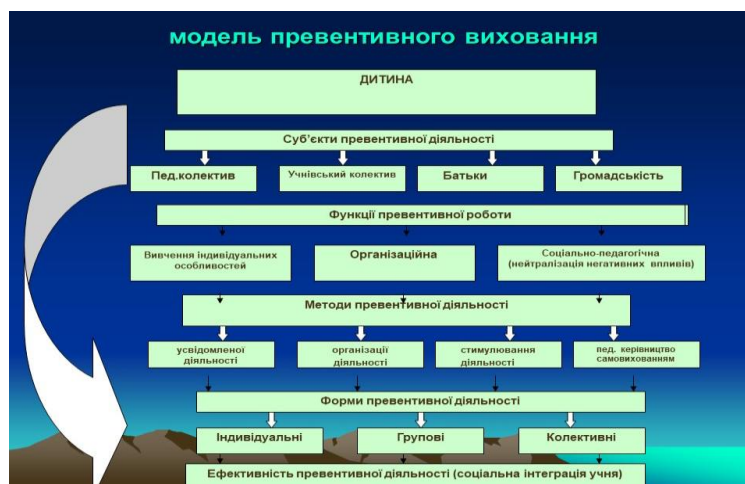 модель превентивного виховання
ДИТИНА
Суб'єкти превентивної діяльності
Пед.колектив
Учнівський колектив
Батьки
Громадськість
Функції превентивної роботи
Вивчення індивідуальних
особливостей
Організаційна
Соціально-педагогічна
(нейтралізація негативних впливів)
Методи превентивної діяльності
усвідомленої
діяльності
організації
діяльності
стимулювання
діяльності
пед. керівництво
самовихованням
Форми превентивної діяльності
Індивідуальні
Групові
Колективні
Ефективність превентивної діяльності (соціальна інтеграція учня)